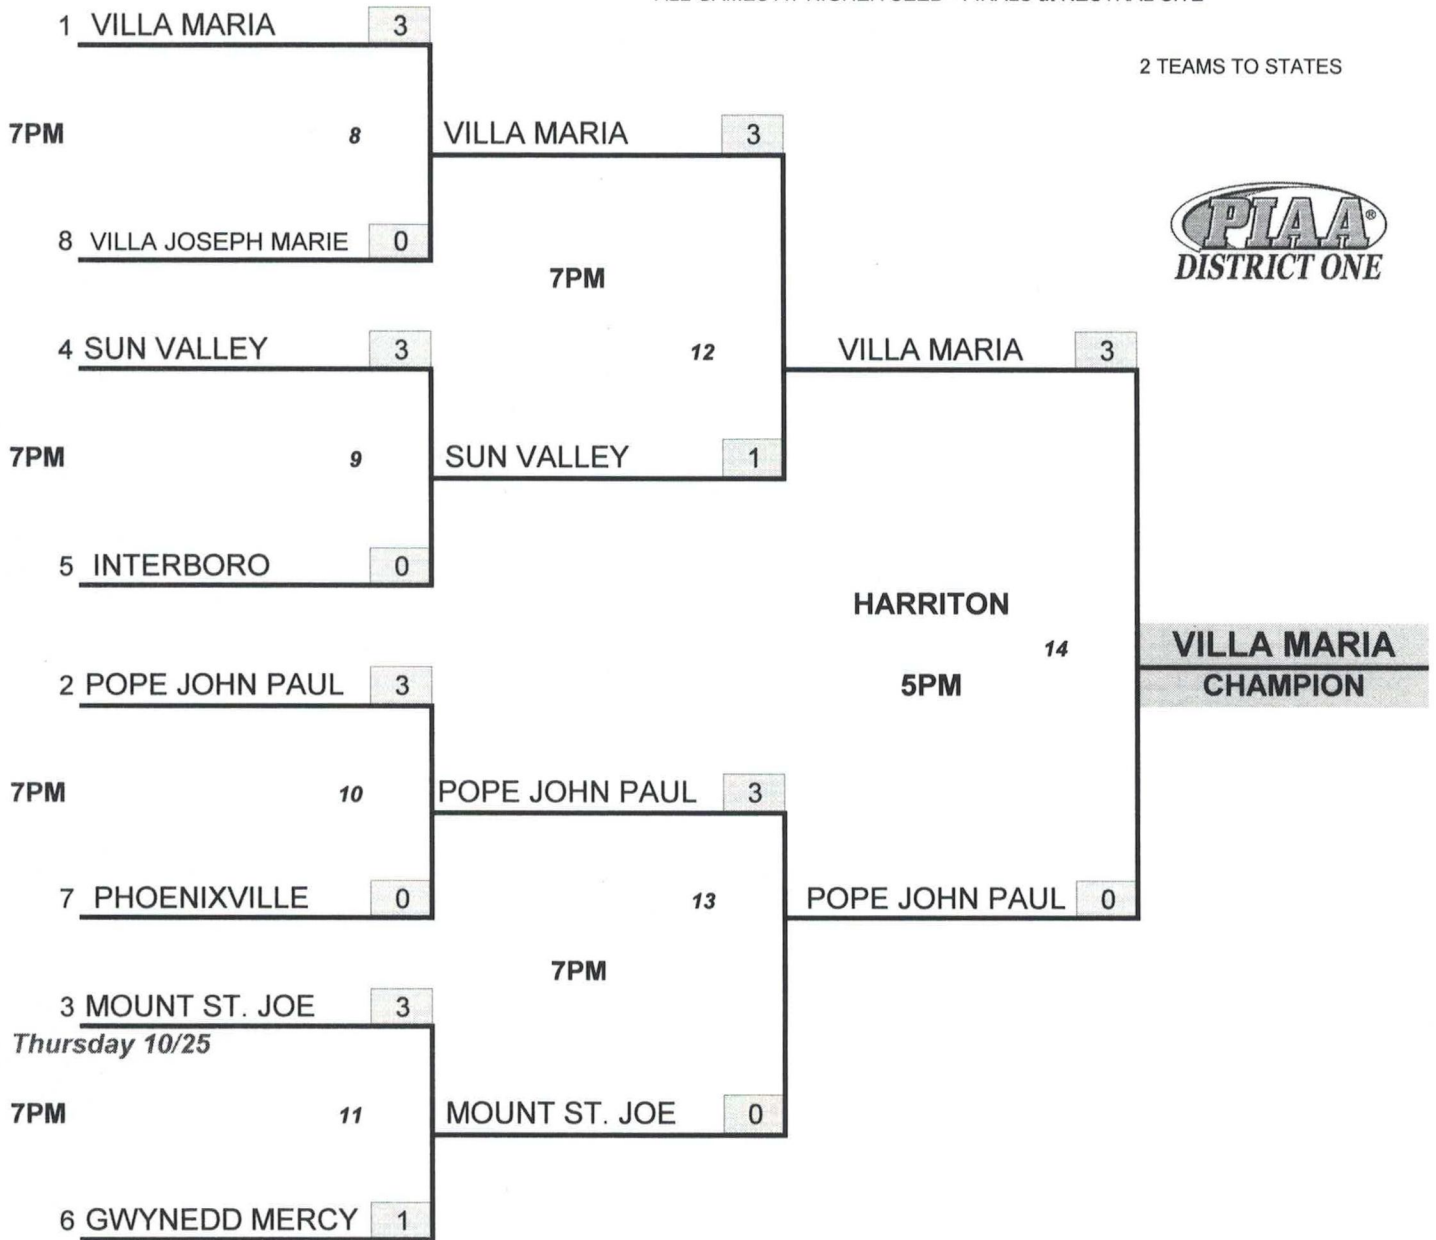 1 VILLA MARIA 3
2 TEAMS TO STATES
7PM 8 VILLA MARIA 3
PIAA®
DISTRICT ONE
8 VILLA JOSEPH MARIE 0
7PM
4 SUN VALLEY 3
12 VILLA MARIA 3
7PM 9 SUN VALLEY 1
5 INTERBORO 0
HARRITON
14 VILLA MARIA
2 POPE JOHN PAUL 3
5PM CHAMPION
7PM 10 POPE JOHN PAUL 3
7 PHOENIXVILLE 0
13 POPE JOHN PAUL 0
7PM
3 MOUNT ST. JOE 3
Thursday 10/25
7PM 11 MOUNT ST. JOE 0
6 GWYNEDD MERCY 1